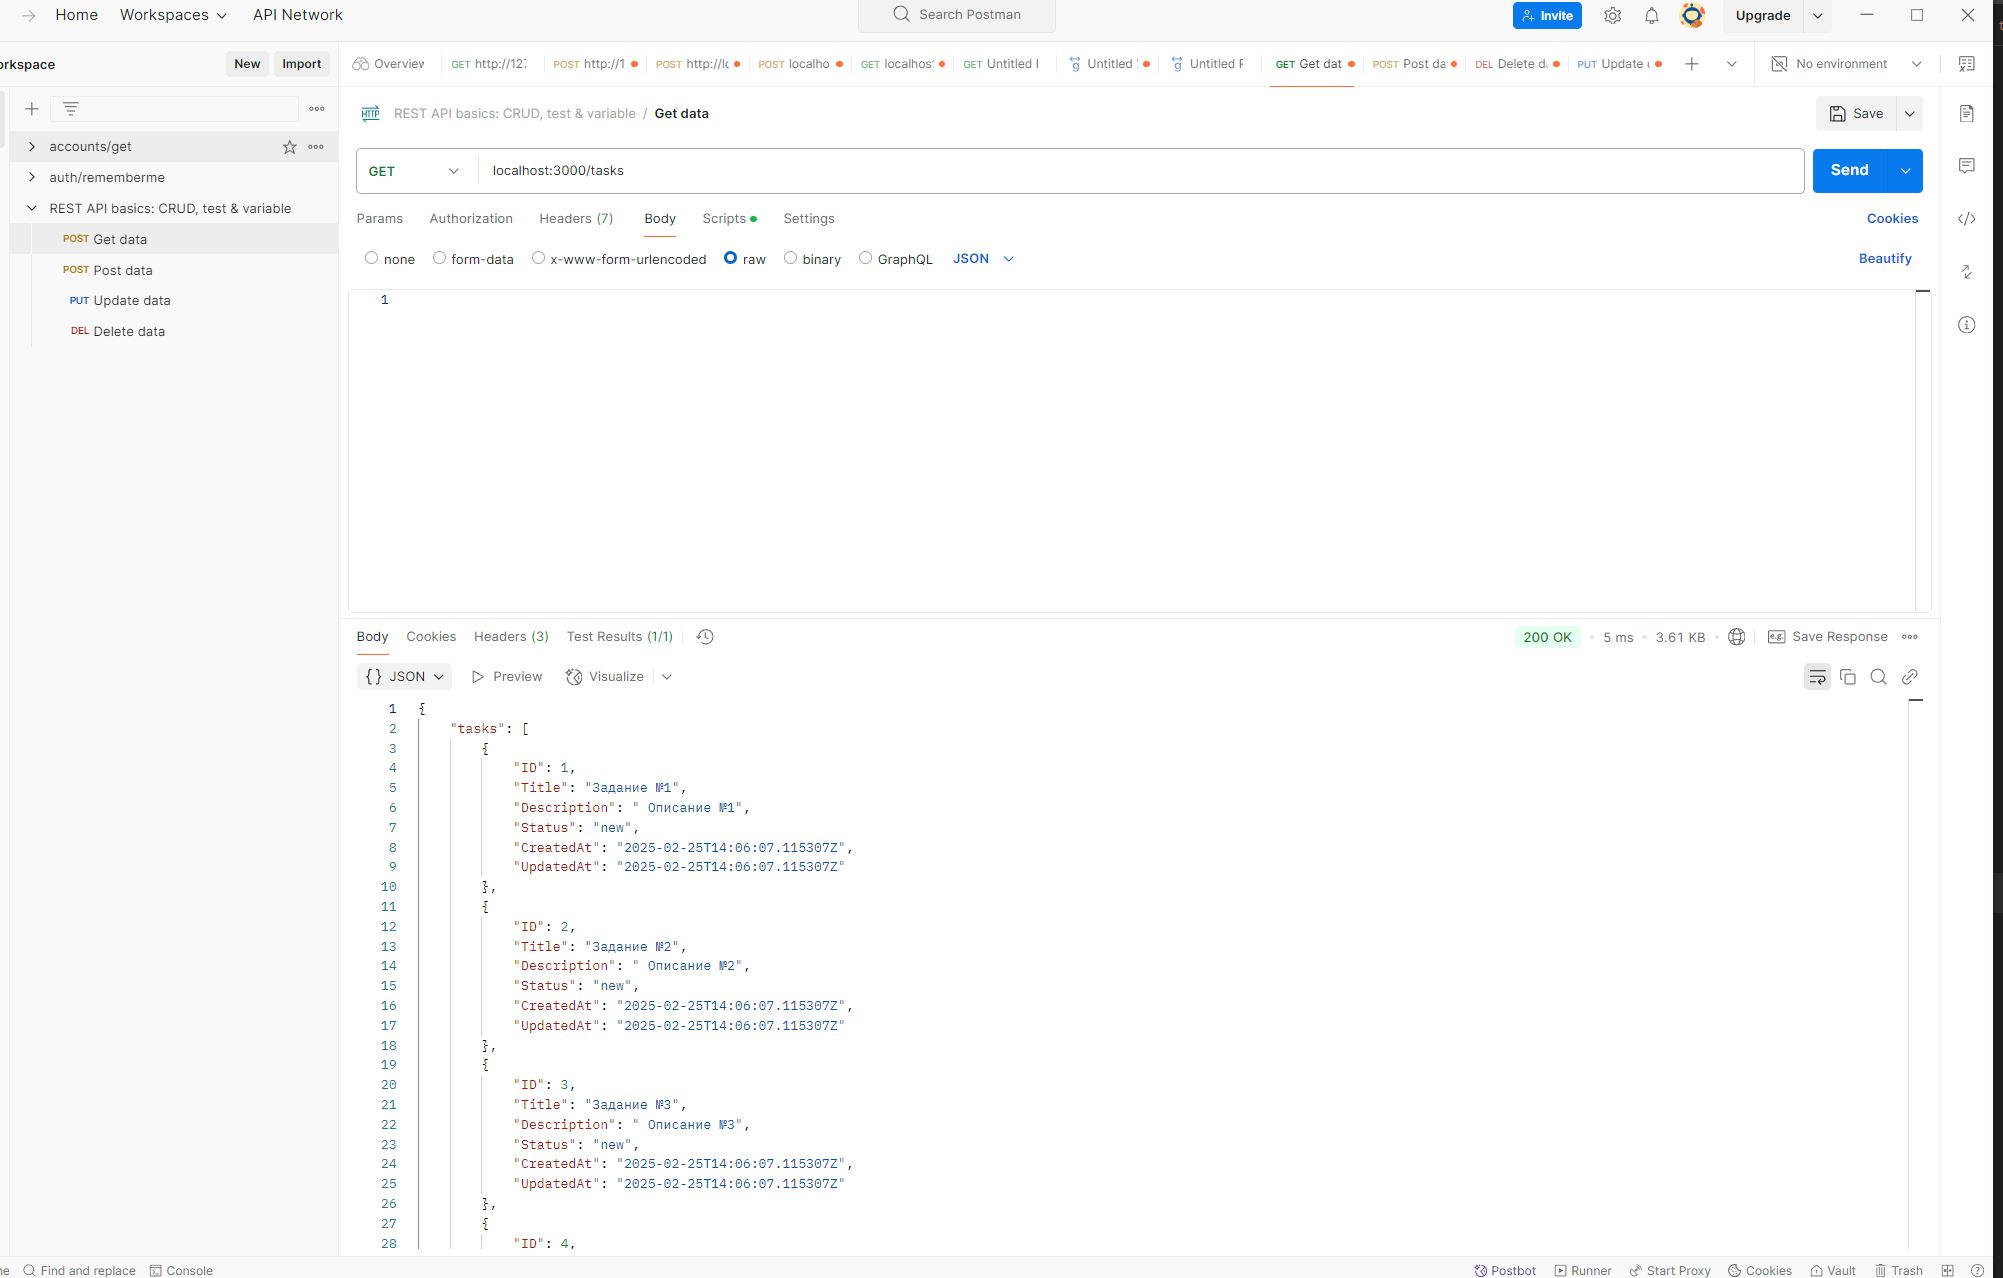 Home Workspaces API Network Search Postman Invite Upgrade
orkspace New Import Overview GET http://127 POST http://1 POST http://lo POST localho GET localhos GET Untitled Untitled Untitled F GET Get dat POST Post da DEL Delete d PUT Update No environment
HTTP REST API basics: CRUD, test & variable / Get data Save
accounts/get
auth/rememberme
REST API basics: CRUD, test & variable
POST Get data
POST Post data
PUT Update data
DEL Delete data
GET localhost:3000/tasks Send
Params Authorization Headers (7) Body Scripts Settings Cookies
none form-data x-www-form-urlencoded raw binary GraphQL JSON Beautify
1
Body Cookies Headers (3) Test Results (1/1) 200 OK • 5 ms • 3.61 KB • e.g. Save Response
{} JSON Preview Visualize
1 {
2 "tasks": [
3 {
4 "ID": 1,
5 "Title": "Задание №1",
6 "Description": " Описание №1",
7 "Status": "new",
8 "CreatedAt": "2025-02-25T14:06:07.115307Z",
9 "UpdatedAt": "2025-02-25T14:06:07.115307Z"
10 },
11 {
12 "ID": 2,
13 "Title": "Задание №2",
14 "Description": " Описание №2",
15 "Status": "new",
16 "CreatedAt": "2025-02-25T14:06:07.115307Z",
17 "UpdatedAt": "2025-02-25T14:06:07.115307Z"
18 },
19 {
20 "ID": 3,
21 "Title": "Задание №3",
22 "Description": " Описание №3",
23 "Status": "new",
24 "CreatedAt": "2025-02-25T14:06:07.115307Z",
25 "UpdatedAt": "2025-02-25T14:06:07.115307Z"
26 },
27 {
28 "ID": 4,
ne Find and replace Console Postbot Runner Start Proxy Cookies Vault Trash